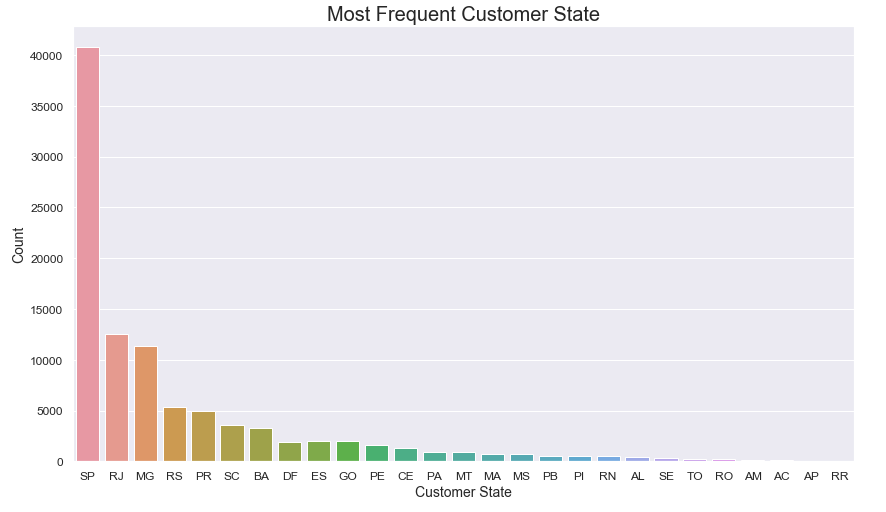 Most Frequent Customer State
Count
40000
35000
30000
25000
20000
15000
10000
5000
0
SP RJ MG RS PR SC BA DF ES GO PE CE PA MT MA MS PB PI RN AL SE TO RO AM AC AP RR
Customer State